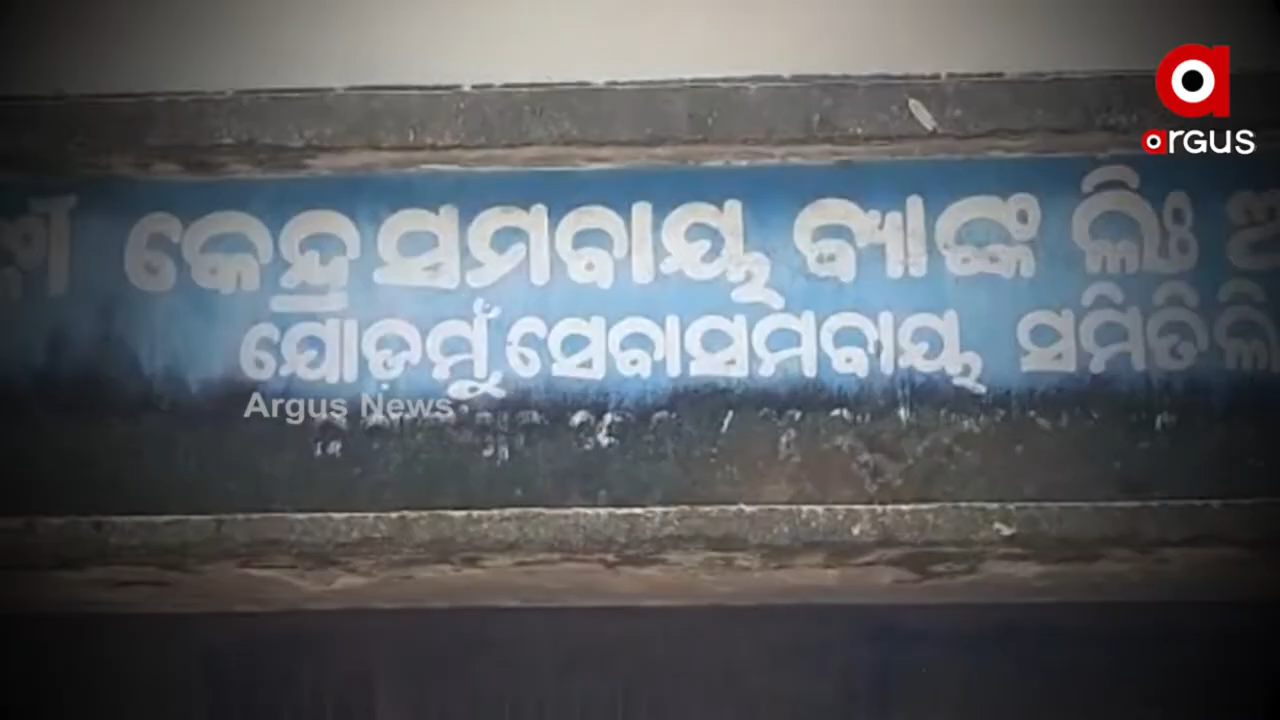 argus
କେନ୍ଦ୍ର ସମବାୟ ବ୍ୟାଙ୍କ ଲିଃ
ଯୋଡ଼ମୁଁ ସେବା ସମବାୟ ସମିତି
Argus News